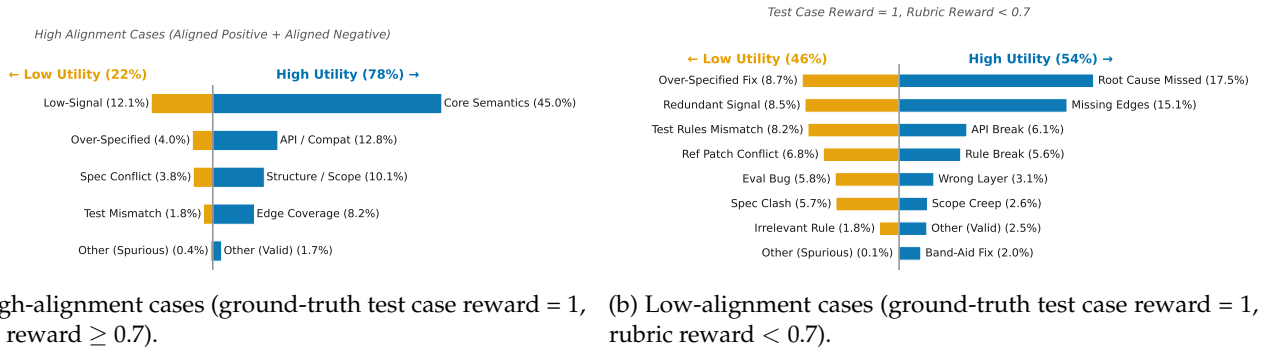 High Alignment Cases (Aligned Positive + Aligned Negative)
← Low Utility (22%)
High Utility (78%) →
Low-Signal (12.1%)
Core Semantics (45.0%)
Over-Specified (4.0%)
API / Compat (12.8%)
Spec Conflict (3.8%)
Structure / Scope (10.1%)
Test Mismatch (1.8%)
Edge Coverage (8.2%)
Other (Spurious) (0.4%)
Other (Valid) (1.7%)
gh-alignment cases (ground-truth test case reward = 1,
reward ≥ 0.7).
Test Case Reward = 1, Rubric Reward < 0.7
← Low Utility (46%)
High Utility (54%) →
Over-Specified Fix (8.7%)
Root Cause Missed (17.5%)
Redundant Signal (8.5%)
Missing Edges (15.1%)
Test Rules Mismatch (8.2%)
API Break (6.1%)
Ref Patch Conflict (6.8%)
Rule Break (5.6%)
Eval Bug (5.8%)
Wrong Layer (3.1%)
Spec Clash (5.7%)
Scope Creep (2.6%)
Irrelevant Rule (1.8%)
Other (Valid) (2.5%)
Other (Spurious) (0.1%)
Band-Aid Fix (2.0%)
(b) Low-alignment cases (ground-truth test case reward = 1,
rubric reward < 0.7).